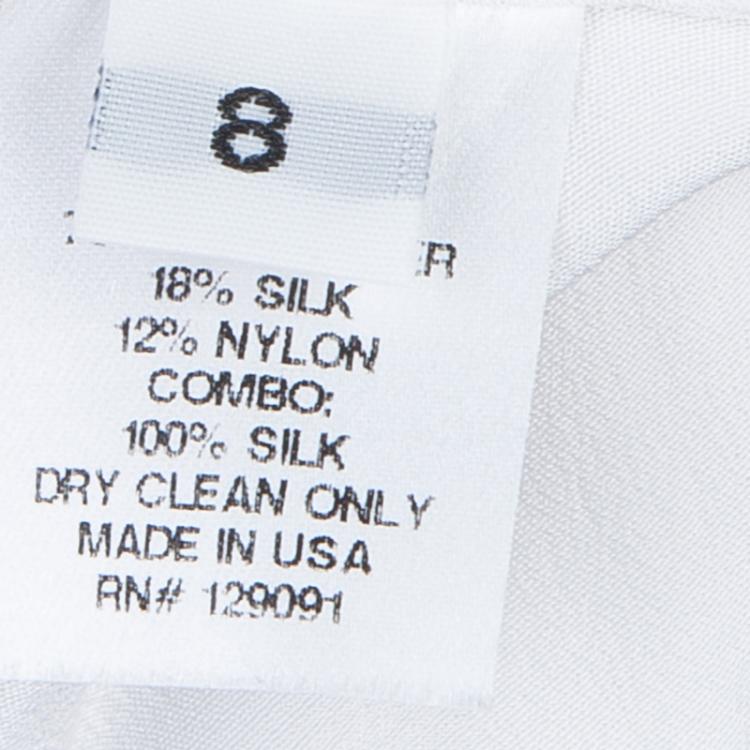 8
18% SILK
12% NYLON
COMBO:
100% SILK
DRY CLEAN ONLY
MADE IN USA
RN# 129091